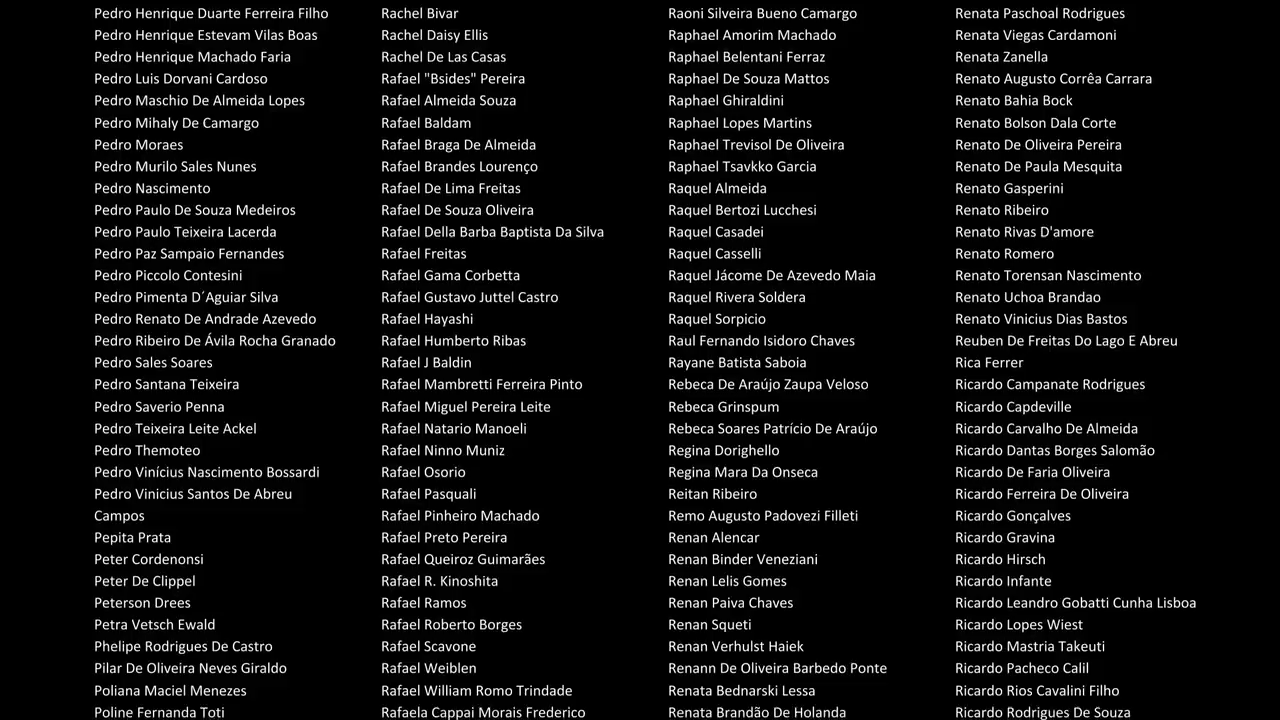 Pedro Henrique Duarte Ferreira Filho
Pedro Henrique Estevam Vilas Boas
Pedro Henrique Machado Faria
Pedro Luis Dorvani Cardoso
Pedro Maschio De Almeida Lopes
Pedro Mihaly De Camargo
Pedro Moraes
Pedro Murilo Sales Nunes
Pedro Nascimento
Pedro Paulo De Souza Medeiros
Pedro Paulo Teixeira Lacerda
Pedro Paz Sampaio Fernandes
Pedro Piccolo Contesini
Pedro Pimenta D´Aguiar Silva
Pedro Renato De Andrade Azevedo
Pedro Ribeiro De Ávila Rocha Granado
Pedro Sales Soares
Pedro Santana Teixeira
Pedro Saverio Penna
Pedro Teixeira Leite Ackel
Pedro Themoteo
Pedro Vinícius Nascimento Bossardi
Pedro Vinicius Santos De Abreu
Campos
Pepita Prata
Peter Cordenonsi
Peter De Clippel
Peterson Drees
Petra Vetsch Ewald
Phelipe Rodrigues De Castro
Pilar De Oliveira Neves Giraldo
Poliana Maciel Menezes
Poline Fernanda Toti
Rachel Bivar
Rachel Daisy Ellis
Rachel De Las Casas
Rafael "Bsides" Pereira
Rafael Almeida Souza
Rafael Baldam
Rafael Braga De Almeida
Rafael Brandes Lourenço
Rafael De Lima Freitas
Rafael De Souza Oliveira
Rafael Della Barba Baptista Da Silva
Rafael Freitas
Rafael Gama Corbetta
Rafael Gustavo Juttel Castro
Rafael Hayashi
Rafael Humberto Ribas
Rafael J Baldin
Rafael Mambretti Ferreira Pinto
Rafael Miguel Pereira Leite
Rafael Natario Manoeli
Rafael Ninno Muniz
Rafael Osorio
Rafael Pasquali
Rafael Pinheiro Machado
Rafael Preto Pereira
Rafael Queiroz Guimarães
Rafael R. Kinoshita
Rafael Ramos
Rafael Roberto Borges
Rafael Scavone
Rafael Weiblen
Rafael William Romo Trindade
Rafaela Cappai Morais Frederico
Raoni Silveira Bueno Camargo
Raphael Amorim Machado
Raphael Belentani Ferraz
Raphael De Souza Mattos
Raphael Ghiraldini
Raphael Lopes Martins
Raphael Trevisol De Oliveira
Raphael Tsavkko Garcia
Raquel Almeida
Raquel Bertozi Lucchesi
Raquel Casadei
Raquel Casselli
Raquel Jácome De Azevedo Maia
Raquel Rivera Soldera
Raquel Sorpicio
Raul Fernando Isidoro Chaves
Rayane Batista Saboia
Rebeca De Araújo Zaupa Veloso
Rebeca Grinspum
Rebeca Soares Patrício De Araújo
Regina Dorighello
Regina Mara Da Onseca
Reitan Ribeiro
Remo Augusto Padovezi Filleti
Renan Alencar
Renan Binder Veneziani
Renan Lelis Gomes
Renan Paiva Chaves
Renan Squeti
Renan Verhulst Haiek
Renann De Oliveira Barbedo Ponte
Renata Bednarski Lessa
Renata Brandão De Holanda
Renata Paschoal Rodrigues
Renata Viegas Cardamoni
Renata Zanella
Renato Augusto Corrêa Carrara
Renato Bahia Bock
Renato Bolson Dala Corte
Renato De Oliveira Pereira
Renato De Paula Mesquita
Renato Gasperini
Renato Ribeiro
Renato Rivas D'amore
Renato Romero
Renato Torensan Nascimento
Renato Uchoa Brandao
Renato Vinicius Dias Bastos
Reuben De Freitas Do Lago E Abreu
Rica Ferrer
Ricardo Campanate Rodrigues
Ricardo Capdeville
Ricardo Carvalho De Almeida
Ricardo Dantas Borges Salomão
Ricardo De Faria Oliveira
Ricardo Ferreira De Oliveira
Ricardo Gonçalves
Ricardo Gravina
Ricardo Hirsch
Ricardo Infante
Ricardo Leandro Gobatti Cunha Lisboa
Ricardo Lopes Wiest
Ricardo Mastria Takeuti
Ricardo Pacheco Calil
Ricardo Rios Cavalini Filho
Ricardo Rodrigues De Souza